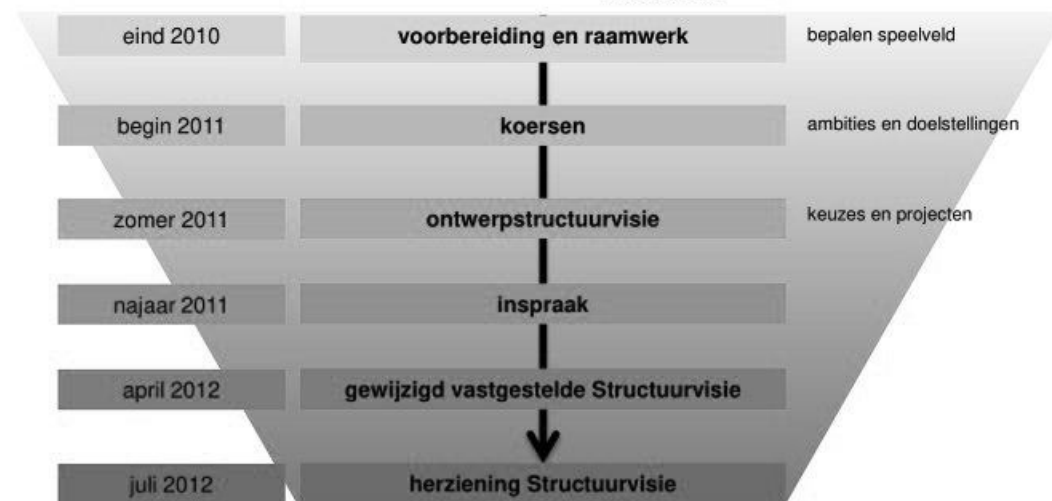 eind 2010 voorbereiding en raamwerk bepalen speelveld
begin 2011 koersen ambities en doelstellingen
zomer 2011 ontwerpstructuurvisie keuzes en projecten
najaar 2011 inspraak
april 2012 gewijzigd vastgestelde Structuurvisie
juli 2012 herziening Structuurvisie